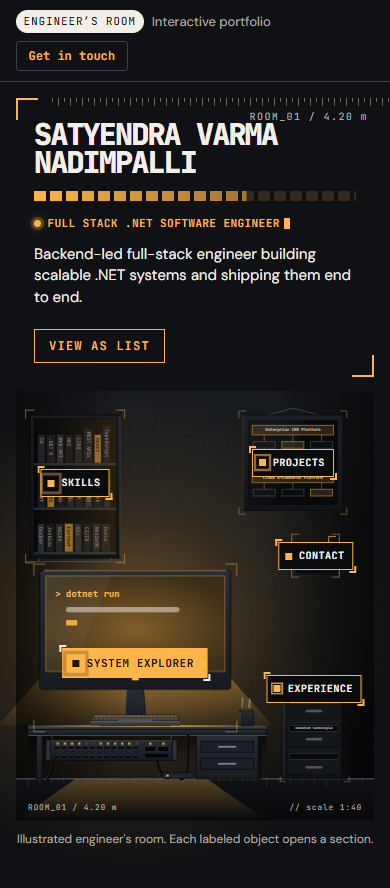 ENGINEER'S ROOM Interactive portfolio
Get in touch
ROOM_01 / 4.20 m
SATYENDRA VARMA
NADIMPALLI
FULL STACK .NET SOFTWARE ENGINEER
Backend-led full-stack engineer building
scalable .NET systems and shipping them end
to end.
VIEW AS LIST
Enterprise CRM Platform
PROJECTS
SKILLS
CONTACT
> dotnet run
SYSTEM EXPLORER
EXPERIENCE
ROOM_01 / 4.20 m
// scale 1:40
Illustrated engineer's room. Each labeled object opens a section.